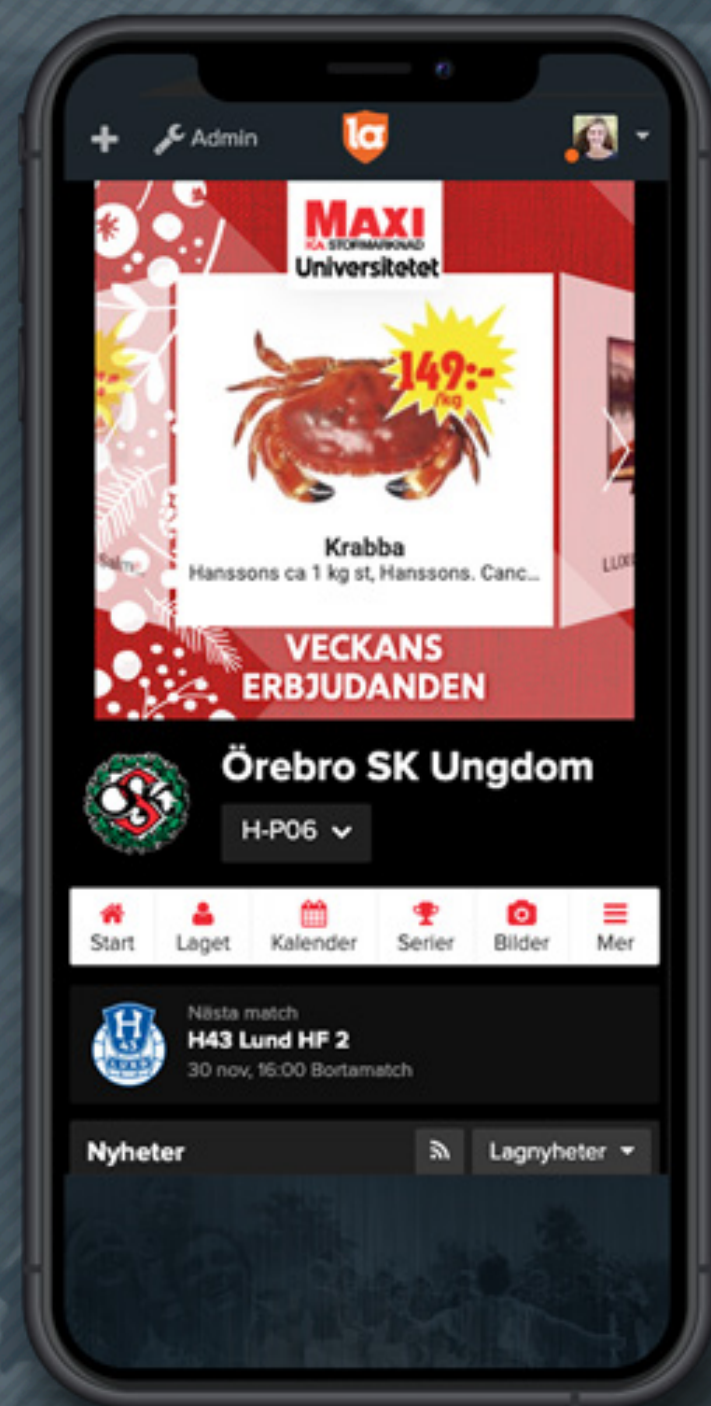 Admin
la
MAXI
ICA STORMARKNAD
Universitetet
149:-
/kg
Krabba
Hanssons ca 1 kg st, Hanssons. Canc...
VECKANS
ERBJUDANDEN
Örebro SK Ungdom
H-P06
Start Laget Kalender Serier Bilder Mer
H
43
LUND
Nästa match
H43 Lund HF 2
30 nov, 16:00 Bortamatch
Nyheter Lagnyheter